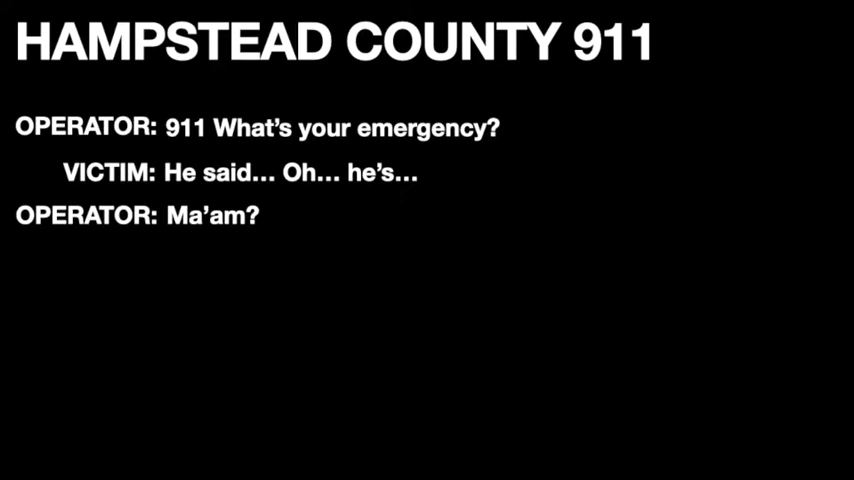 HAMPSTEAD COUNTY 911
OPERATOR: 911 What’s your emergency?
VICTIM: He said… Oh… he’s…
OPERATOR: Ma’am?